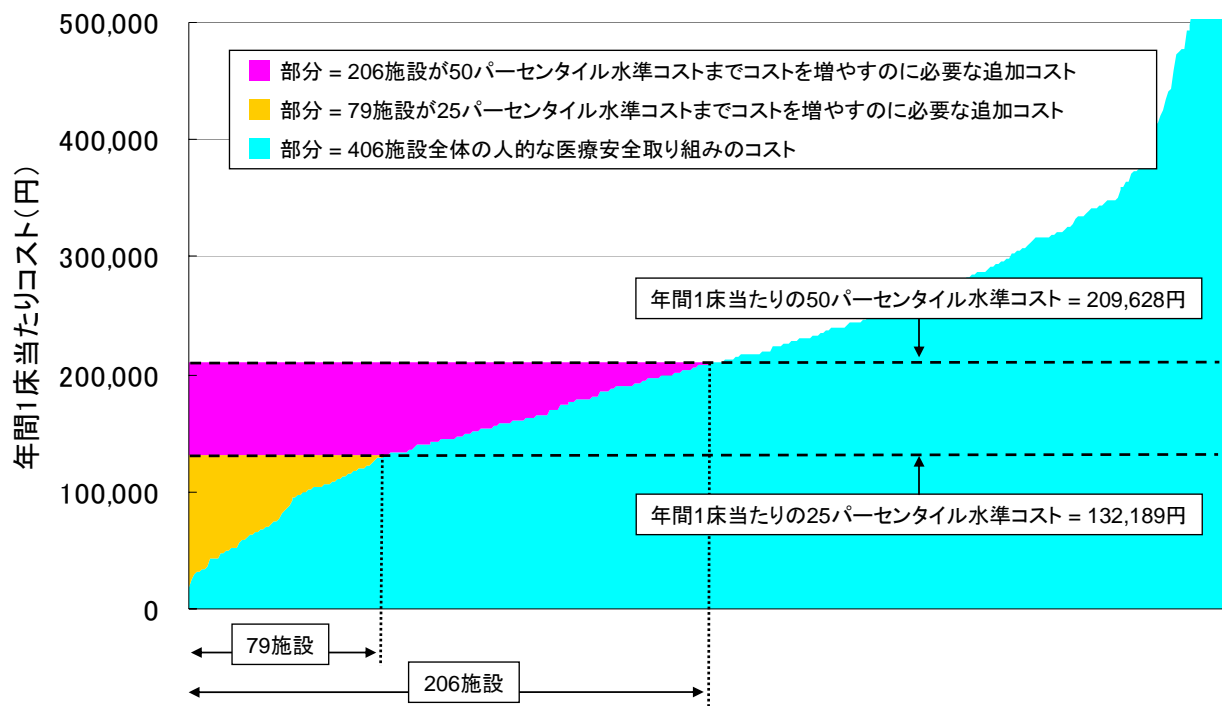 500,000
部分 = 206施設が50パーセンタイル水準コストまでコストを増やすのに必要な追加コスト
部分 = 79施設が25パーセンタイル水準コストまでコストを増やすのに必要な追加コスト
部分 = 406施設全体の人的な医療安全取り組みのコスト
400,000
年間1床当たりコスト(円)
300,000
年間1床当たりの50パーセンタイル水準コスト = 209,628円
200,000
100,000
年間1床当たりの25パーセンタイル水準コスト = 132,189円
0
79施設
206施設